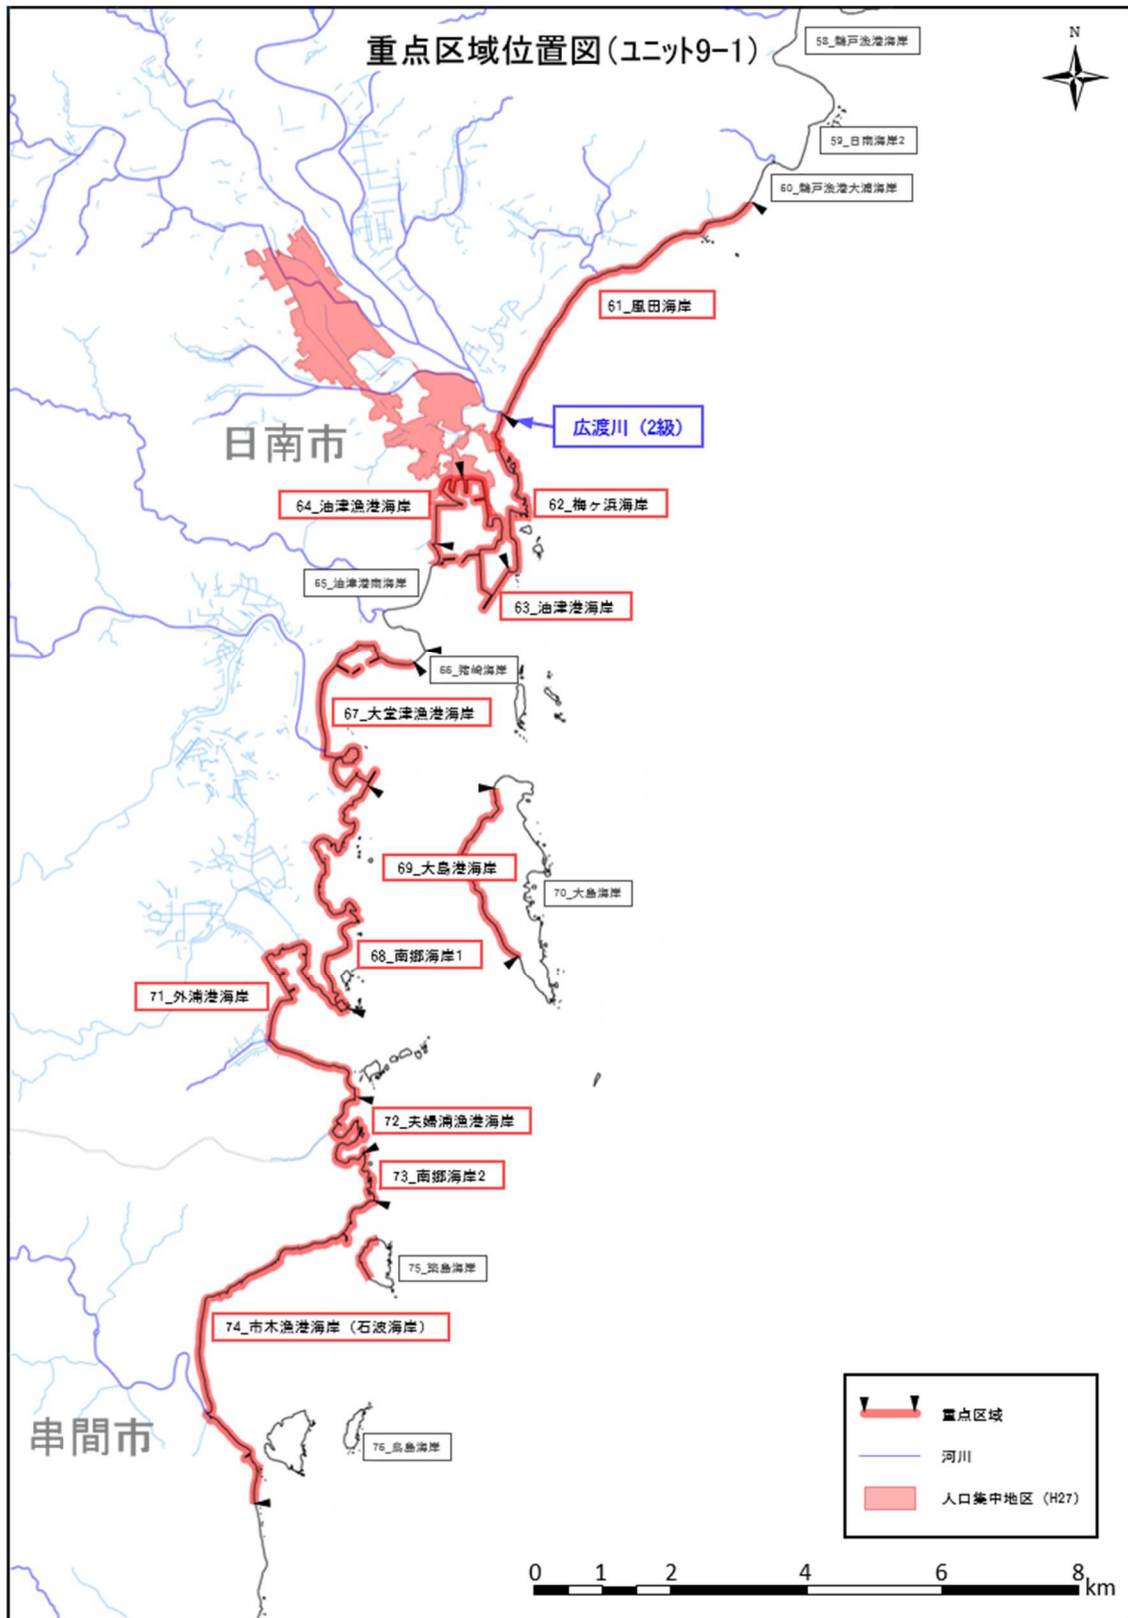 重点区域位置図(ユニット9-1)
N
58_鵜戸漁港海岸
59_日南海岸2
60_鵜戸漁港大浦海岸
61_風田海岸
広渡川（2級）
日南市
64_油津漁港海岸
62_梅ヶ浜海岸
65_油津港南海岸
63_油津港海岸
66_猪崎海岸
67_大堂津漁港海岸
69_大島港海岸
70_大島海岸
68_南郷海岸1
71_外浦港海岸
72_夫婦浦漁港海岸
73_南郷海岸2
75_築島海岸
74_市木漁港海岸（石波海岸）
串間市
76_鳥島海岸
重点区域
河川
人口集中地区（H27）
0 1 2 4 6 8
km